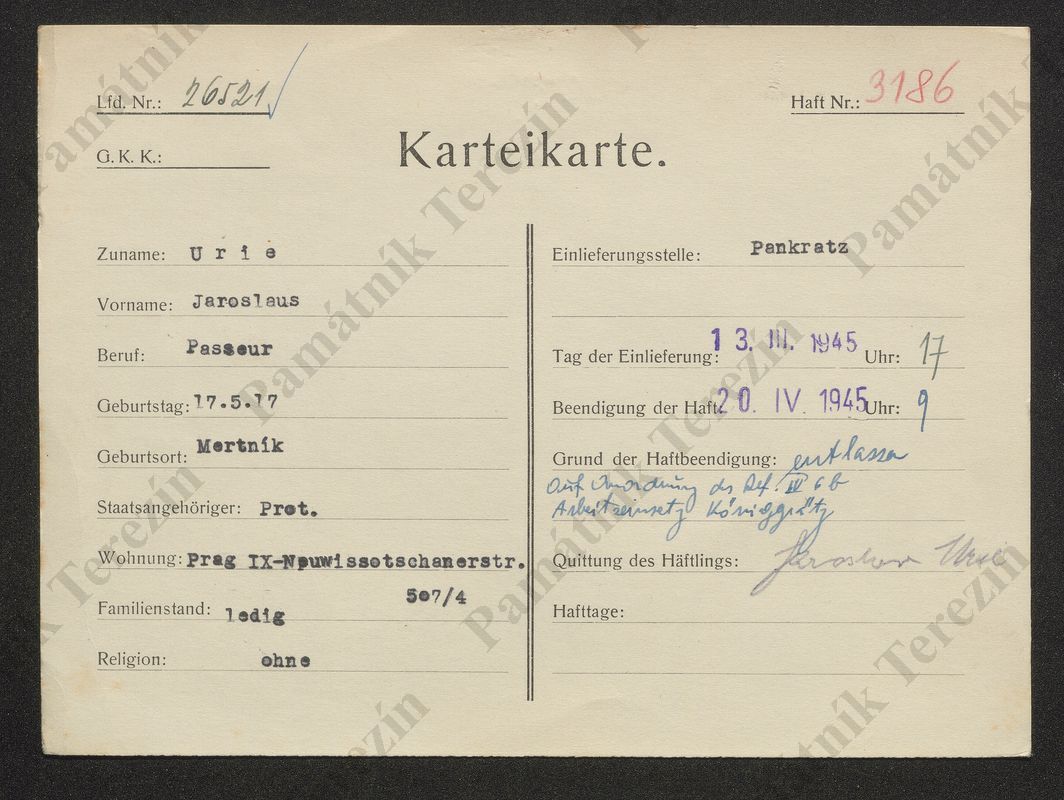 Lfd. Nr.: 26521
Haft Nr.: 3186
G. K. K.:
Karteikarte.
Zuname: Urie
Vorname: Jaroslaus
Beruf: Passeur
Geburtstag: 17.5.17
Geburtsort: Mertník
Staatsangehöriger: Prot.
Wohnung: Prag IX-Neuwissotschanerstr.
507/4
Familienstand: ledig
Religion: ohne
Einlieferungsstelle: Pankratz
Tag der Einlieferung: 13. III. 1945 Uhr: 17
Beendigung der Haft: 20. IV 1945 Uhr: 9
Grund der Haftbeendigung: entlassen
Auf Anordnung des Ref. IV 6 b
Arbeitseinsatz Königgrätz
Quittung des Häftlings: Jaroslav Urie
Hafttage:
Památník Terezín